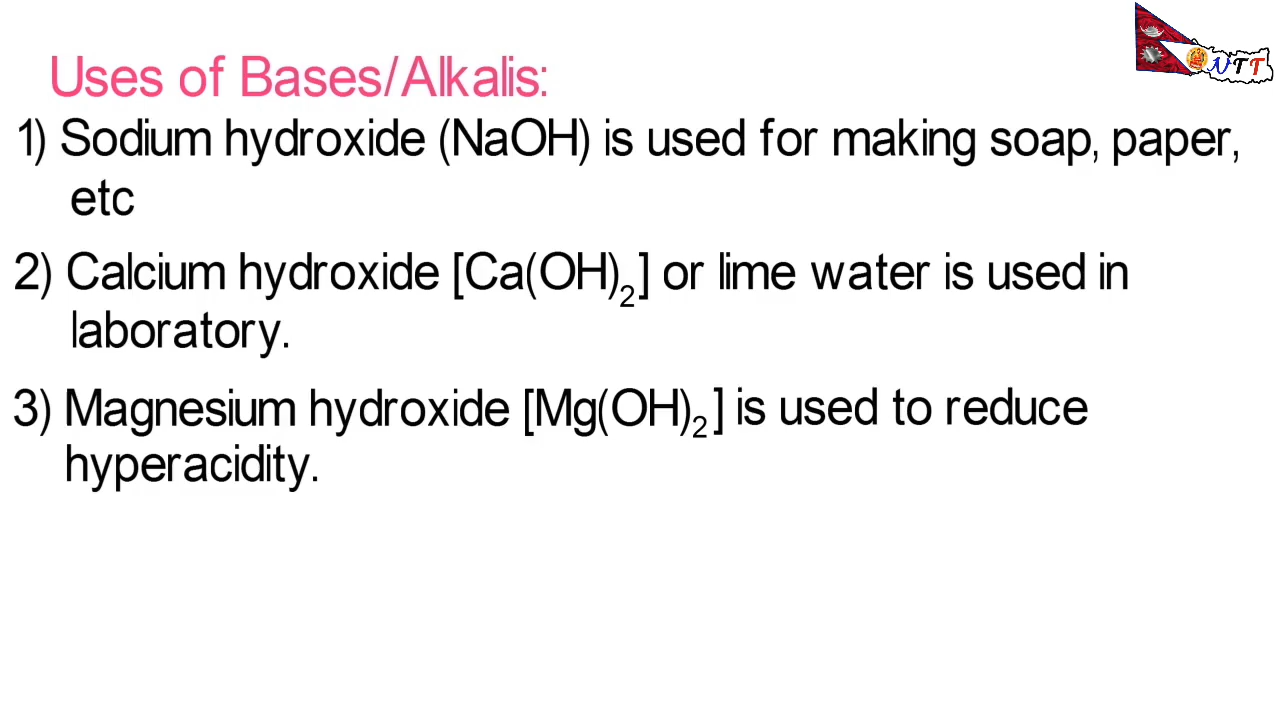 NTT
Uses of Bases/Alkalis:
1) Sodium hydroxide (NaOH) is used for making soap, paper,
etc
2) Calcium hydroxide [Ca(OH)₂] or lime water is used in
laboratory.
3) Magnesium hydroxide [Mg(OH)₂] is used to reduce
hyperacidity.